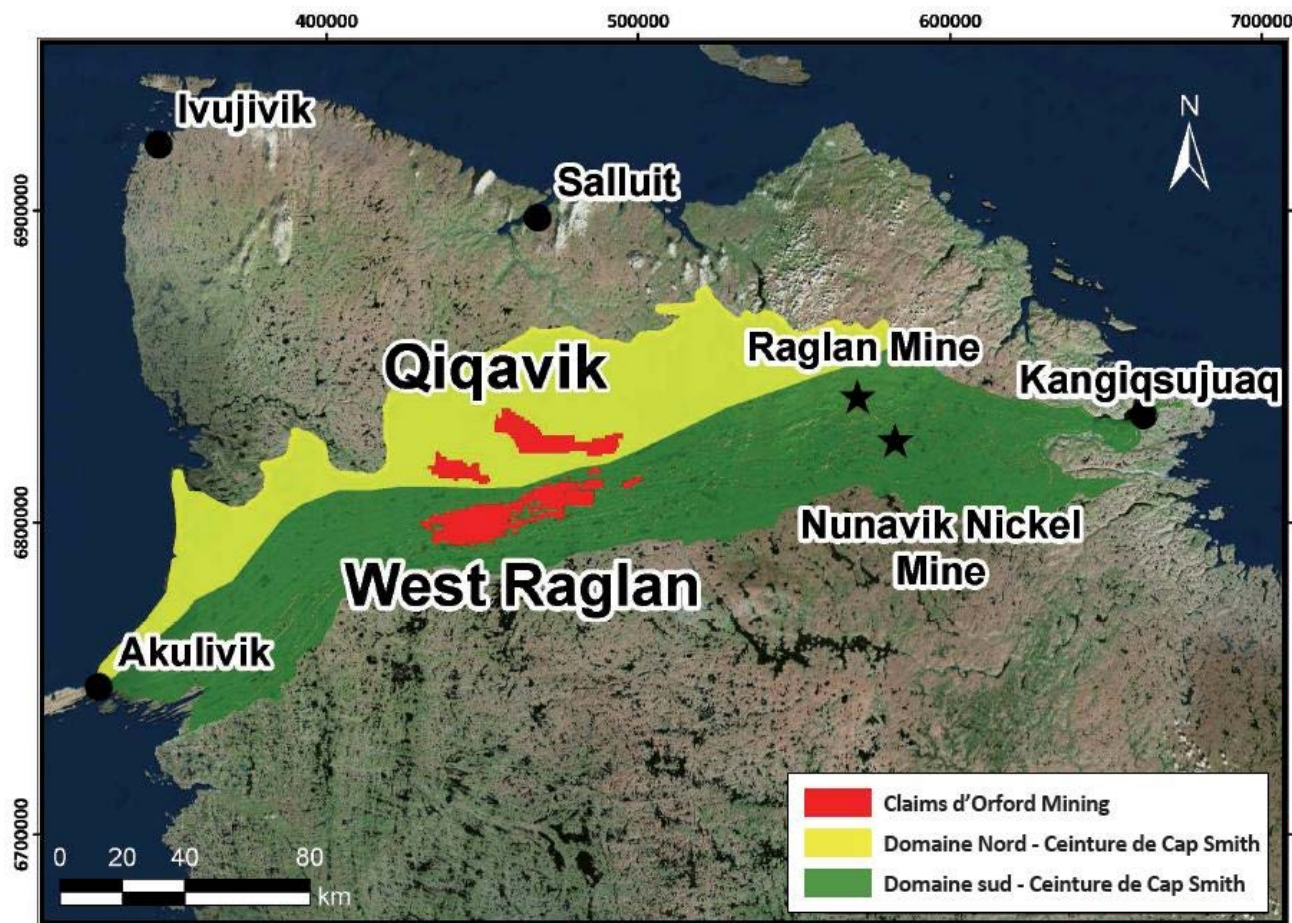 400000
500000
600000
700000
Ivujivik
N
Salluit
6900000
Qiqavik
Raglan Mine
Kangiqsujuaq
6800000
Nunavik Nickel
Mine
West Raglan
Akulivik
6700000
0 20 40 80
km
Claims d'Orford Mining
Domaine Nord - Ceinture de Cap Smith
Domaine sud - Ceinture de Cap Smith